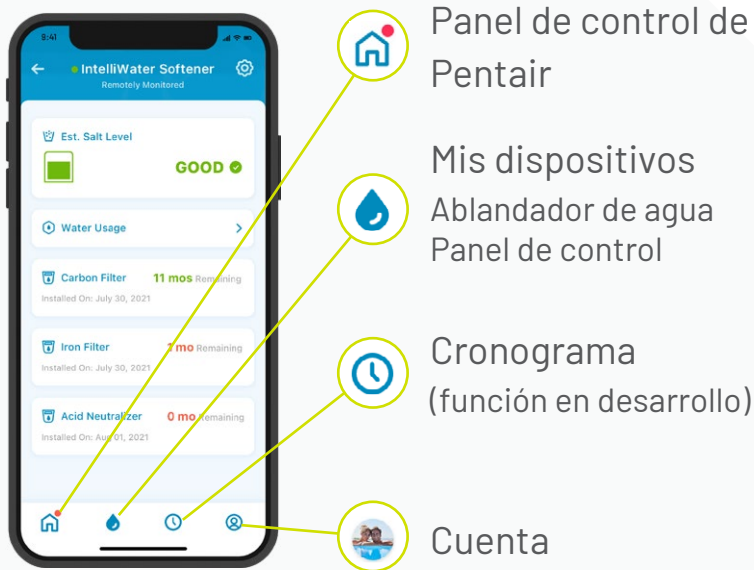 9:41
IntelliWater Softener
Remotely Monitored
Est. Salt Level
GOOD
Water Usage
Carbon Filter 11 mos Remaining
Installed On: July 30, 2021
Iron Filter 1 mo Remaining
Installed On: July 30, 2021
Acid Neutralizer 0 mo Remaining
Installed On: Aug 01, 2021
Panel de control de
Pentair
Mis dispositivos
Ablandador de agua
Panel de control
Cronograma
(función en desarrollo)
Cuenta